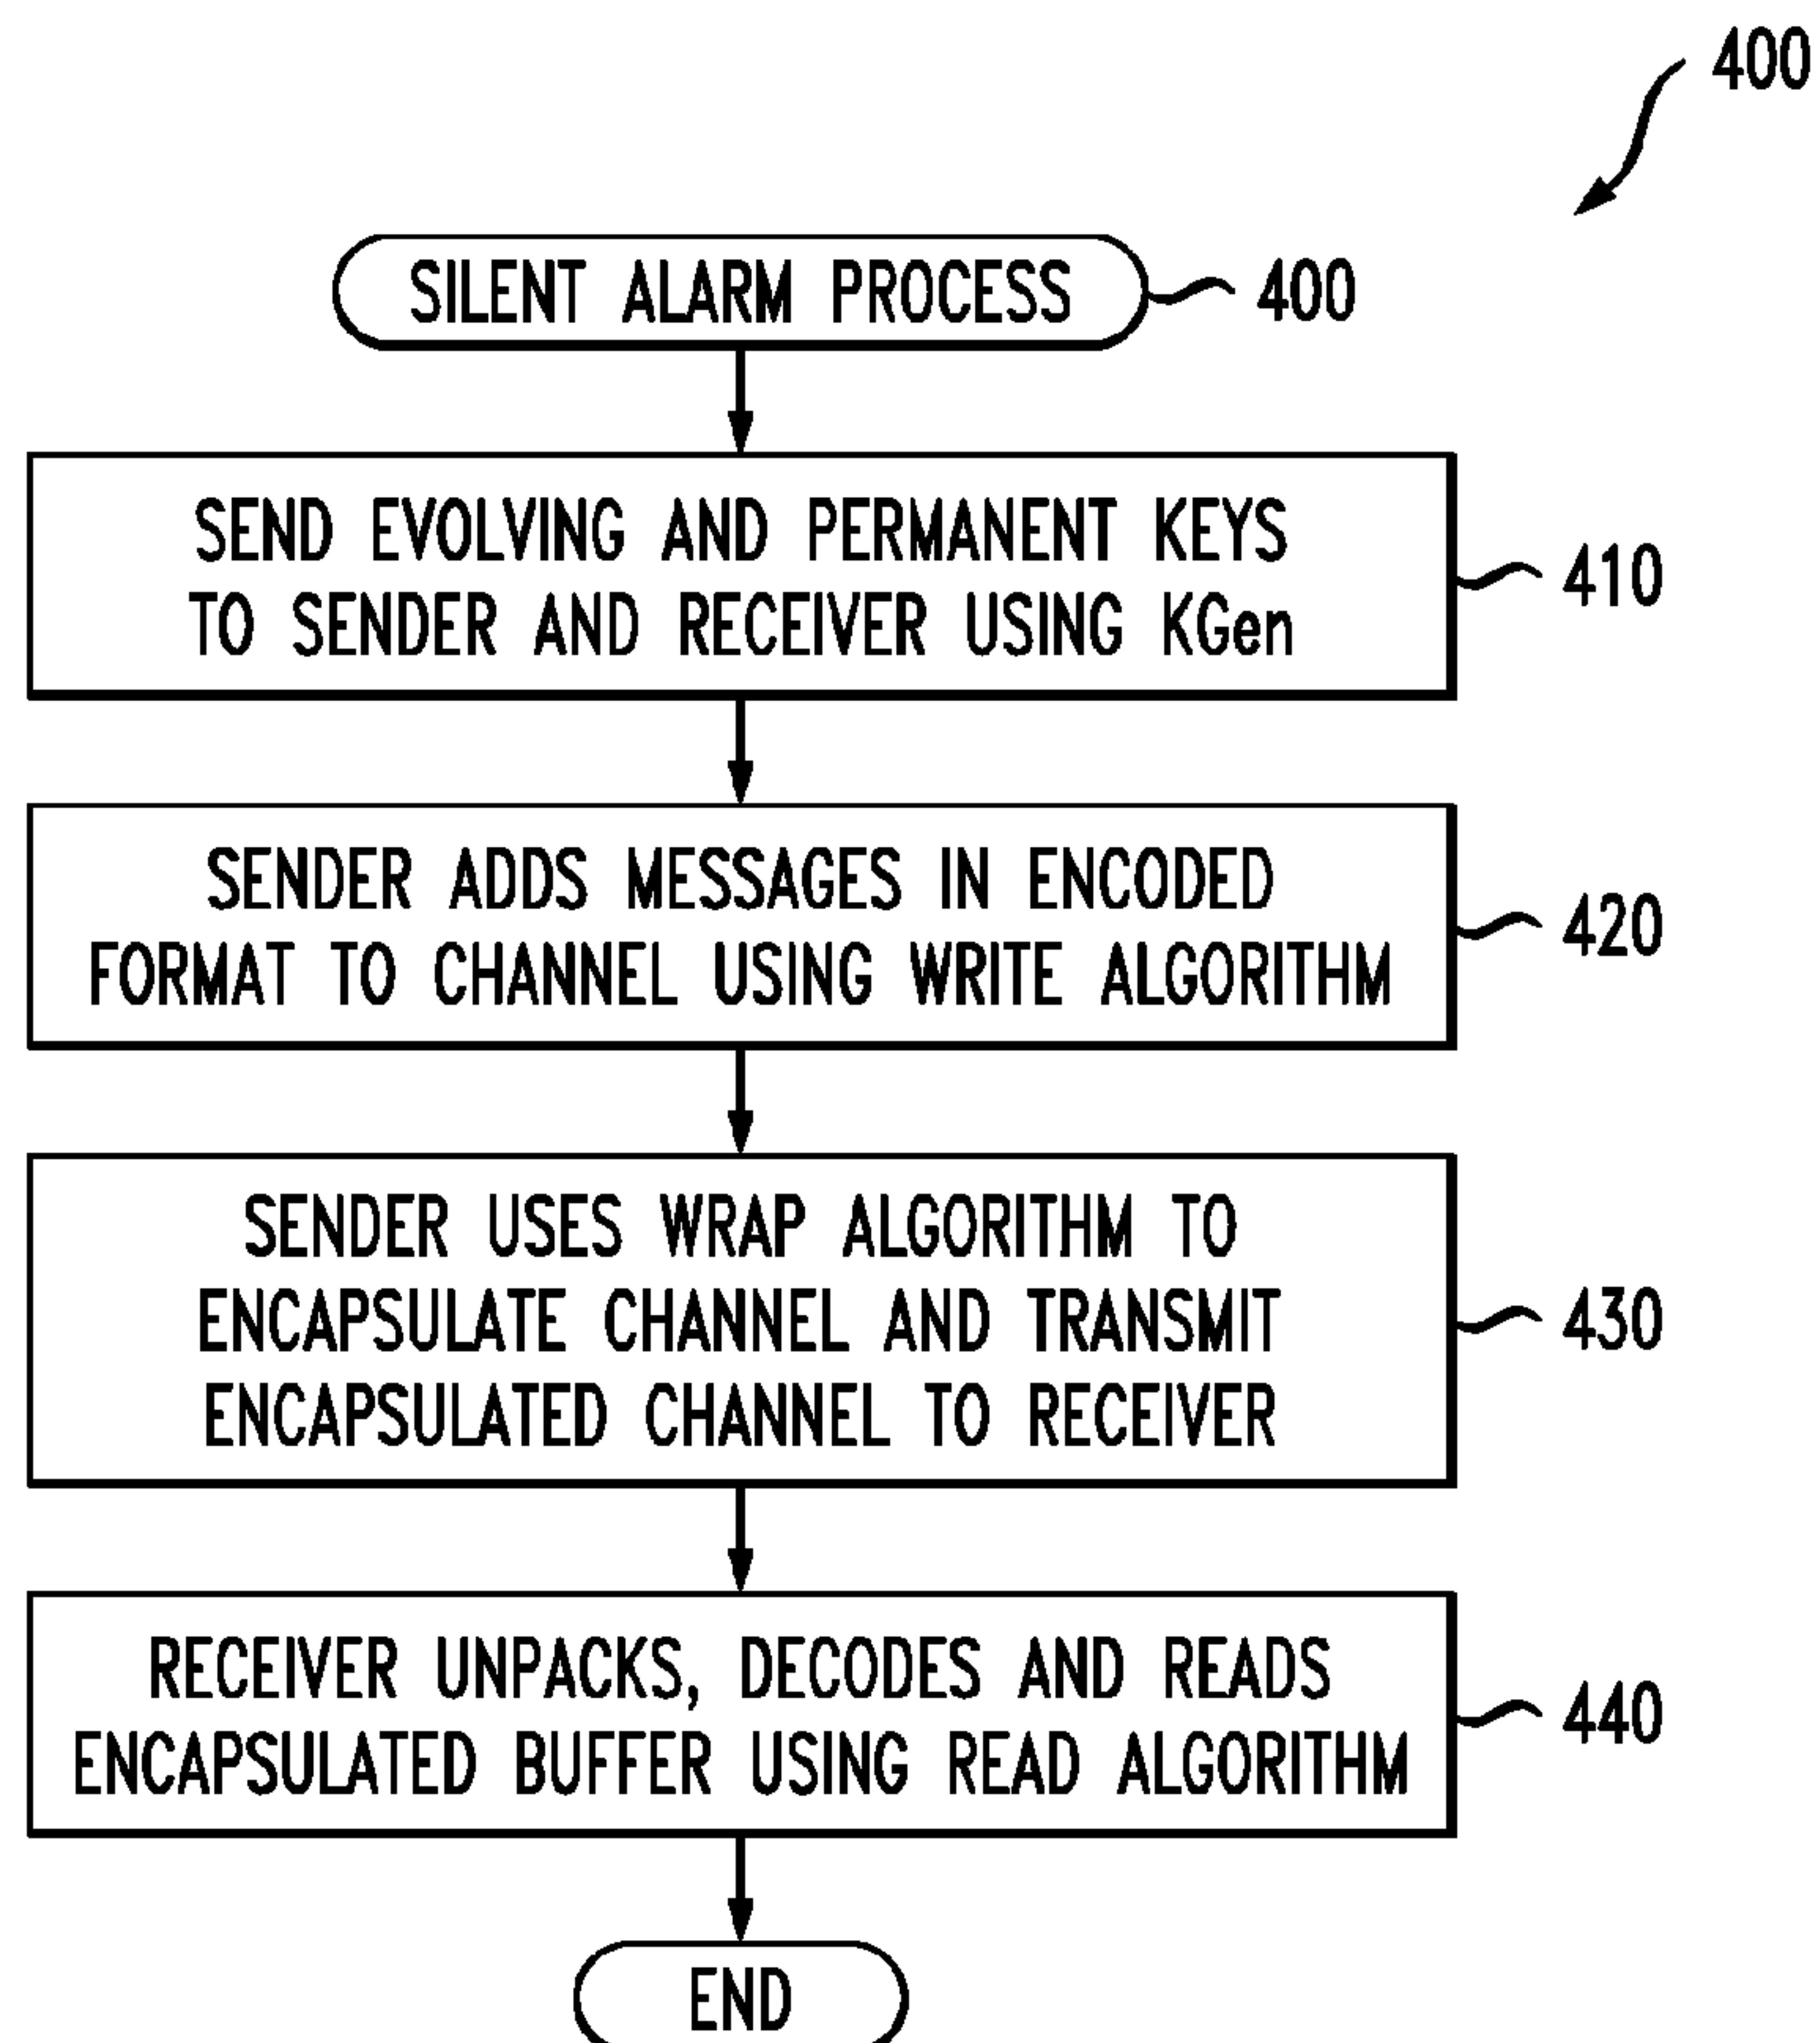 400
SILENT ALARM PROCESS 400
SEND EVOLVING AND PERMANENT KEYS
TO SENDER AND RECEIVER USING KGen
410
SENDER ADDS MESSAGES IN ENCODED
FORMAT TO CHANNEL USING WRITE ALGORITHM
420
SENDER USES WRAP ALGORITHM TO
ENCAPSULATE CHANNEL AND TRANSMIT
ENCAPSULATED CHANNEL TO RECEIVER
430
RECEIVER UNPACKS, DECODES AND READS
ENCAPSULATED BUFFER USING READ ALGORITHM
440
END